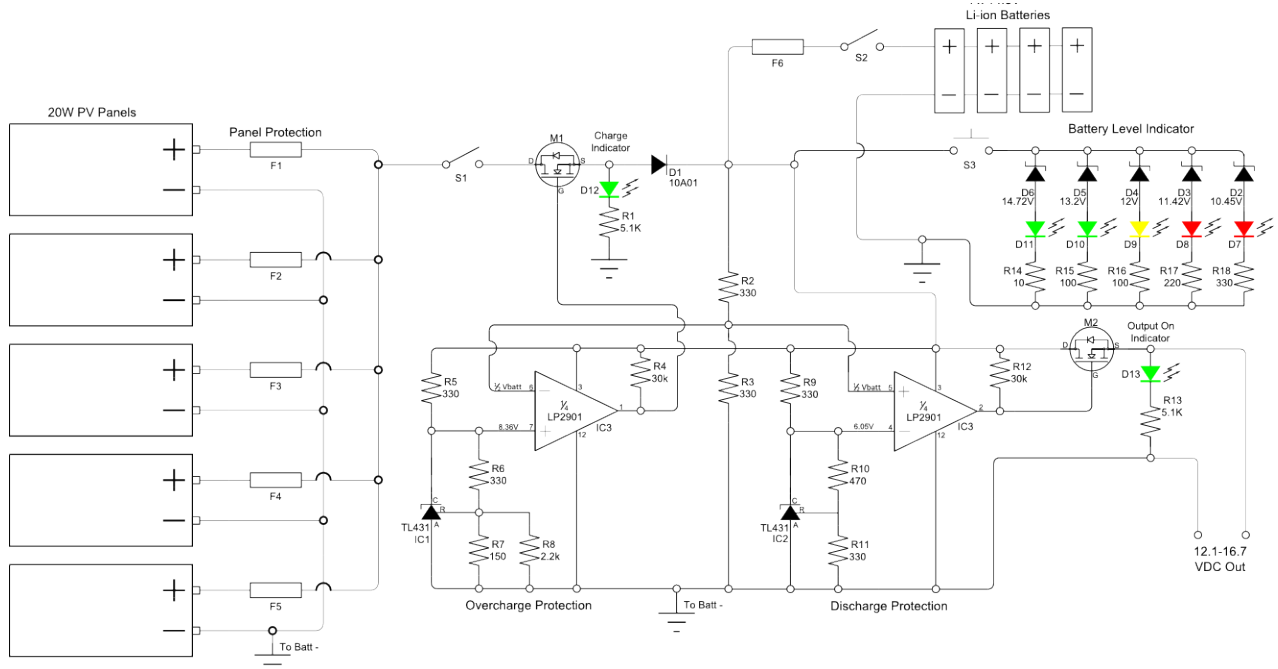 Li-ion Batteries
F6
S2
20W PV Panels
Panel Protection
F1
F2
F3
F4
F5
To Batt -
S1
M1
D
S
G
Charge
Indicator
D12
R1
5.1K
D1
10A01
S3
Battery Level Indicator
D6
14.72V
D5
13.2V
D4
12V
D3
11.42V
D2
10.45V
D11
D10
D9
D8
D7
R14
10
R15
100
R16
100
R17
220
R18
330
R2
330
R3
330
R5
330
½ Vbatt
6
3
¼
LP2901
1
IC3
8.36V
7
12
R4
30k
R6
330
C
R
A
TL431
IC1
R7
150
R8
2.2k
Overcharge Protection
To Batt -
R9
330
½ Vbatt
5
3
¼
LP2901
2
IC3
6.05V
4
12
R12
30k
R10
470
C
R
A
TL431
IC2
R11
330
Discharge Protection
M2
D
S
G
Output On
Indicator
D13
R13
5.1K
12.1-16.7
VDC Out